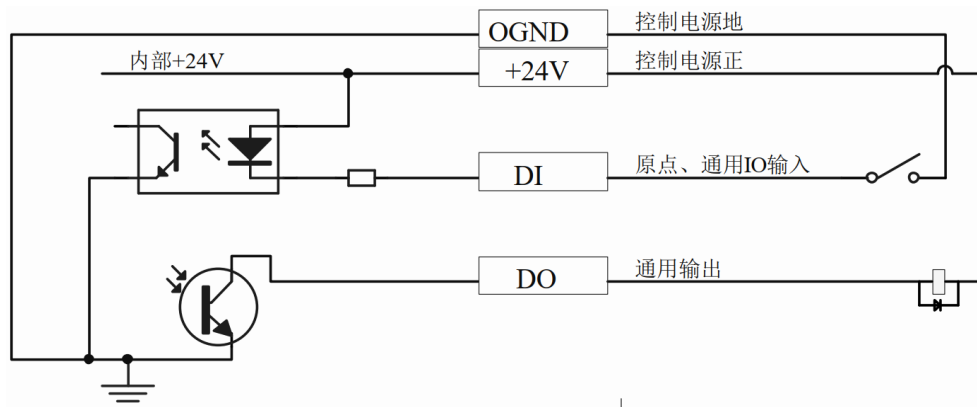 OGND 控制电源地
内部+24V +24V 控制电源正
DI 原点、通用IO输入
DO 通用输出